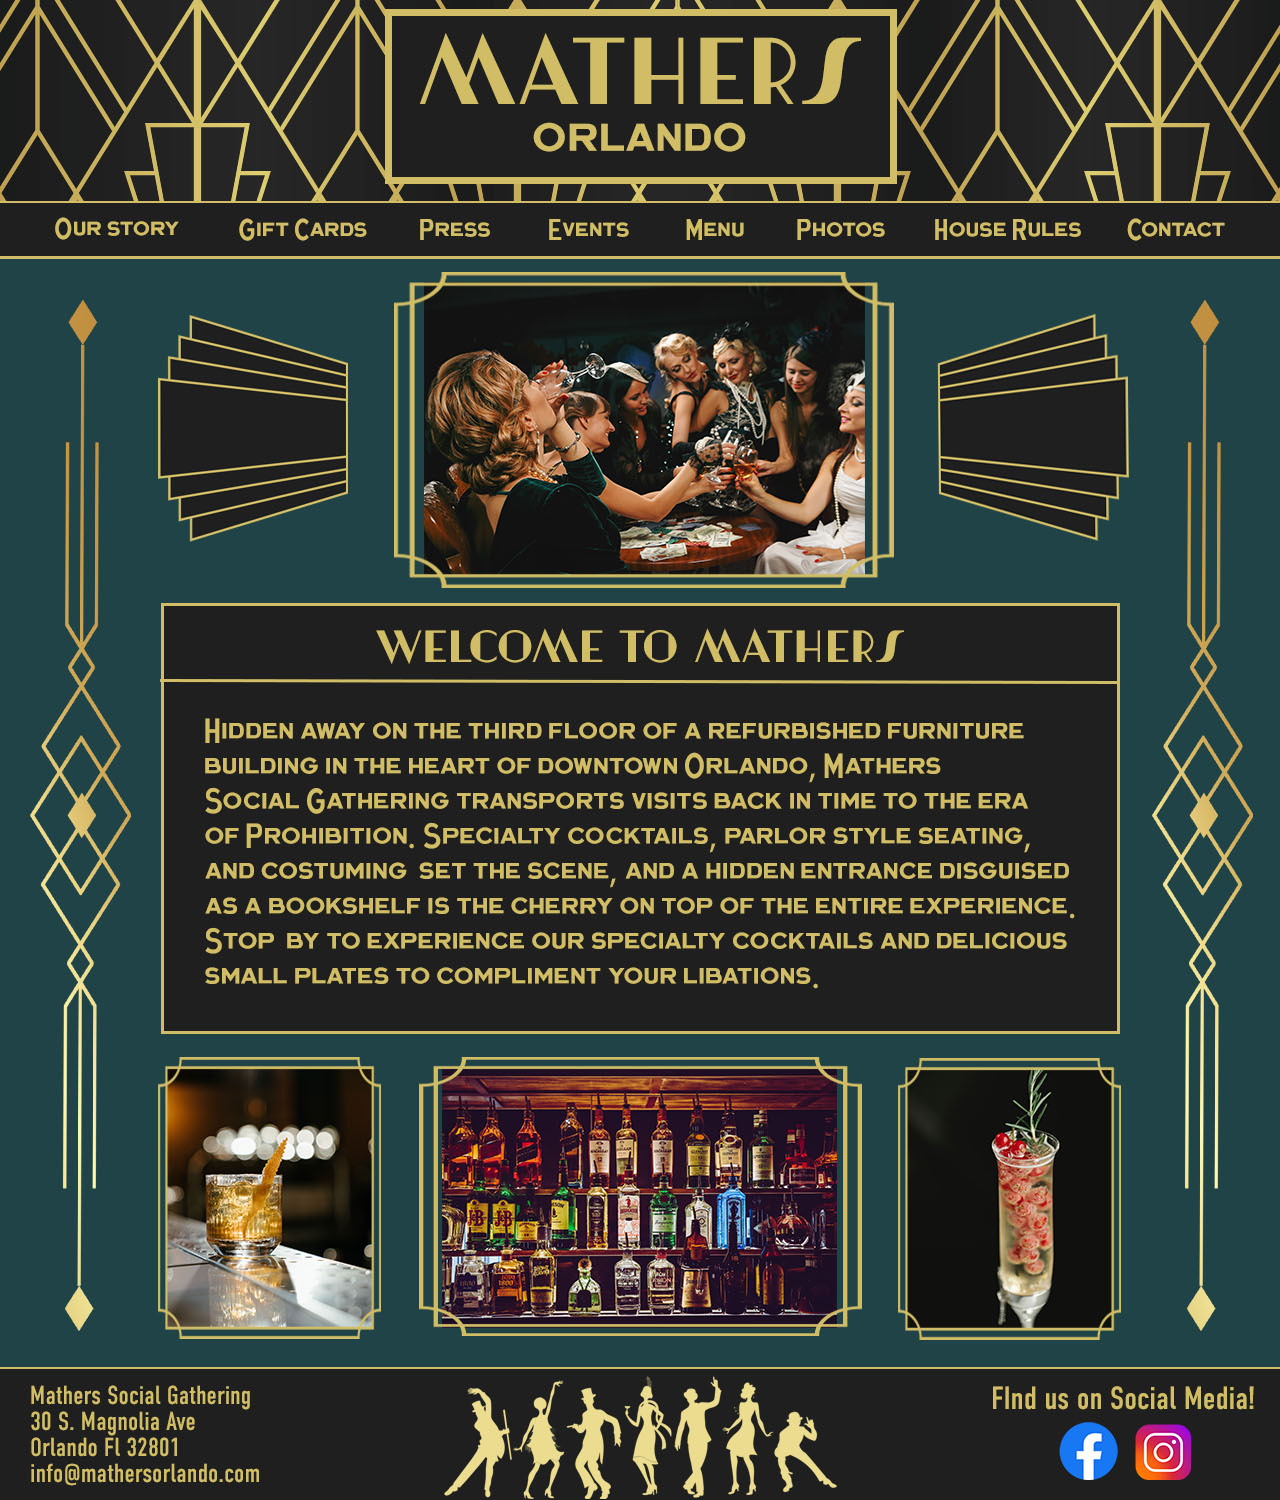 MATHERS
ORLANDO
Our story Gift Cards Press Events Menu Photos House Rules Contact
WELCOME TO MATHERS
Hidden away on the third floor of a refurbished furniture
building in the heart of downtown Orlando, Mathers
Social Gathering transports visits back in time to the era
of Prohibition. Specialty cocktails, parlor style seating,
and costuming set the scene, and a hidden entrance disguised
as a bookshelf is the cherry on top of the entire experience.
Stop by to experience our specialty cocktails and delicious
small plates to compliment your libations.
Mathers Social Gathering
30 S. Magnolia Ave
Orlando Fl 32801
info@mathersorlando.com
FInd us on Social Media!